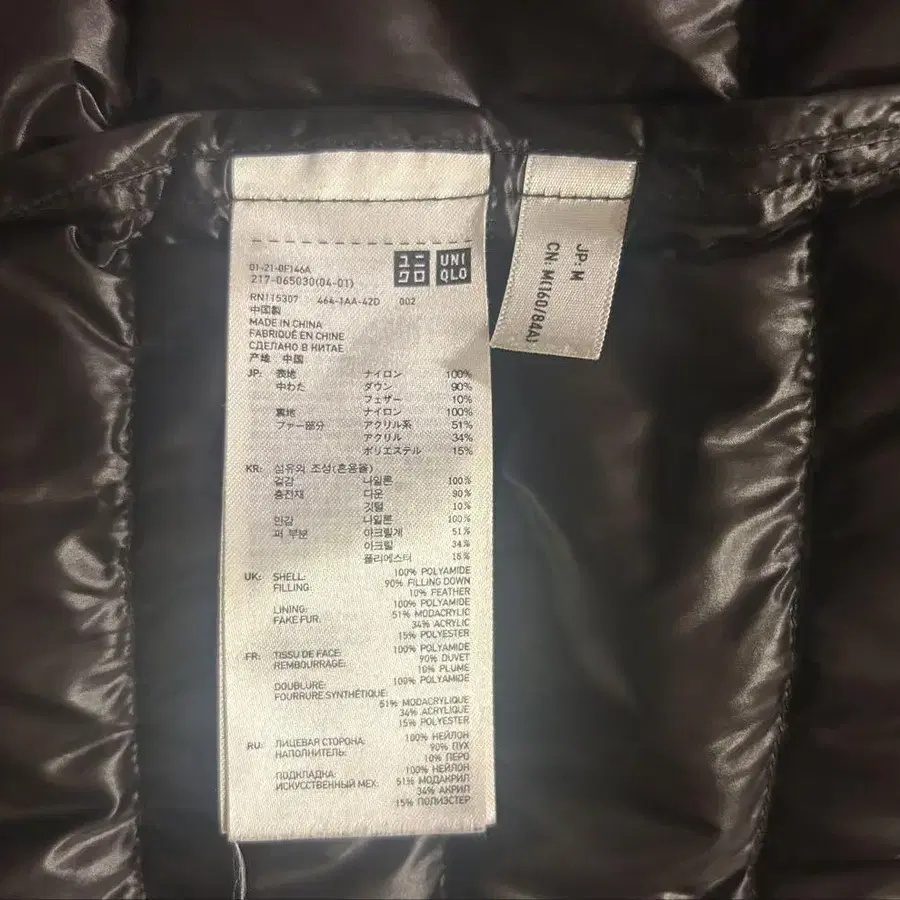 ユニ
クロ
UNI
QLO
01-21-0F146A
217-065030(04-01)
RN115307 464-1AA-42D 002
中国製
MADE IN CHINA
FABRIQUÉ EN CHINE
СДЕЛАНО В КИТАЕ
产地: 中国
JP: 表地 ナイロン 100%
中わた ダウン 90%
フェザー 10%
裏地 ナイロン 100%
ファー部分 アクリル系 51%
アクリル 34%
ポリエステル 15%
KR: 섬유의 조성(혼용율)
겉감 나일론 100%
충전재 다운 90%
깃털 10%
안감 나일론 100%
퍼 부분 아크릴계 51%
아크릴 34%
폴리에스터 15%
UK: SHELL: 100% POLYAMIDE
FILLING: 90% FILLING DOWN
10% FEATHER
LINING: 100% POLYAMIDE
FAKE FUR: 51% MODACRYLIC
34% ACRYLIC
15% POLYESTER
FR: TISSU DE FACE: 100% POLYAMIDE
REMBOURRAGE: 90% DUVET
10% PLUME
DOUBLURE: 100% POLYAMIDE
FOURRURE SYNTHÉTIQUE:
51% MODACRYLIQUE
34% ACRYLIQUE
15% POLYESTER
RU: ЛИЦЕВАЯ СТОРОНА: 100% НЕЙЛОН
НАПОЛНИТЕЛЬ: 90% ПУХ
10% ПЕРО
ПОДКЛАДКА: 100% НЕЙЛОН
ИСКУССТВЕННЫЙ МЕХ: 51% МОДАКРИЛ
34% АКРИЛ
15% ПОЛИЭСТЕР
JP: M
CN: M(160/84A)